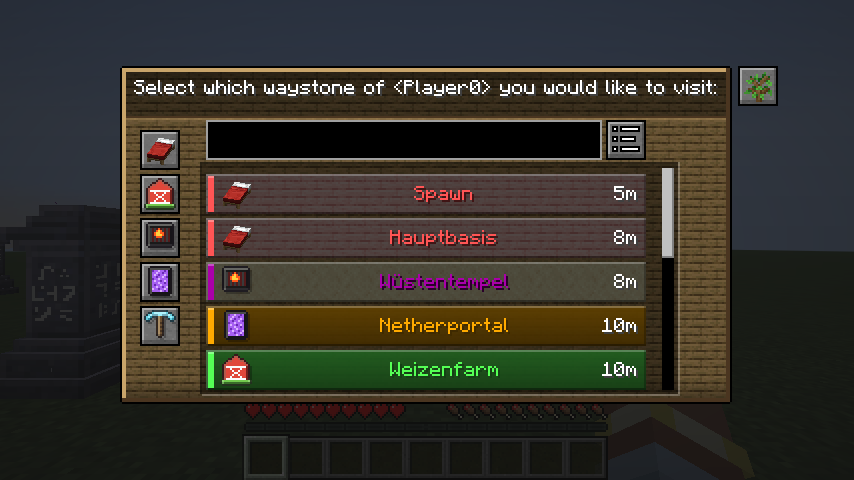 Select which waystone of <Player0> you would like to visit:
Spawn 5m
Hauptbasis 8m
Wüstentempel 8m
Netherportal 10m
Weizenfarm 10m